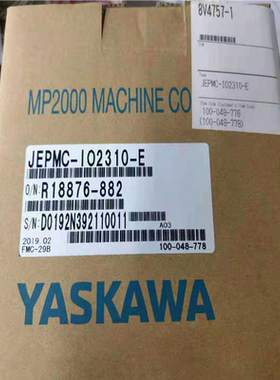 8V4757-1
JEPMC-IO2310-E
100-048-778
(100-048-778
MP2000 MACHINE CO
JEPMC-IO2310-E
O/N: R18876-882
S/N: D0192N392110011
A03
2019.02
FMC-29B
100-048-778
YASKAWA